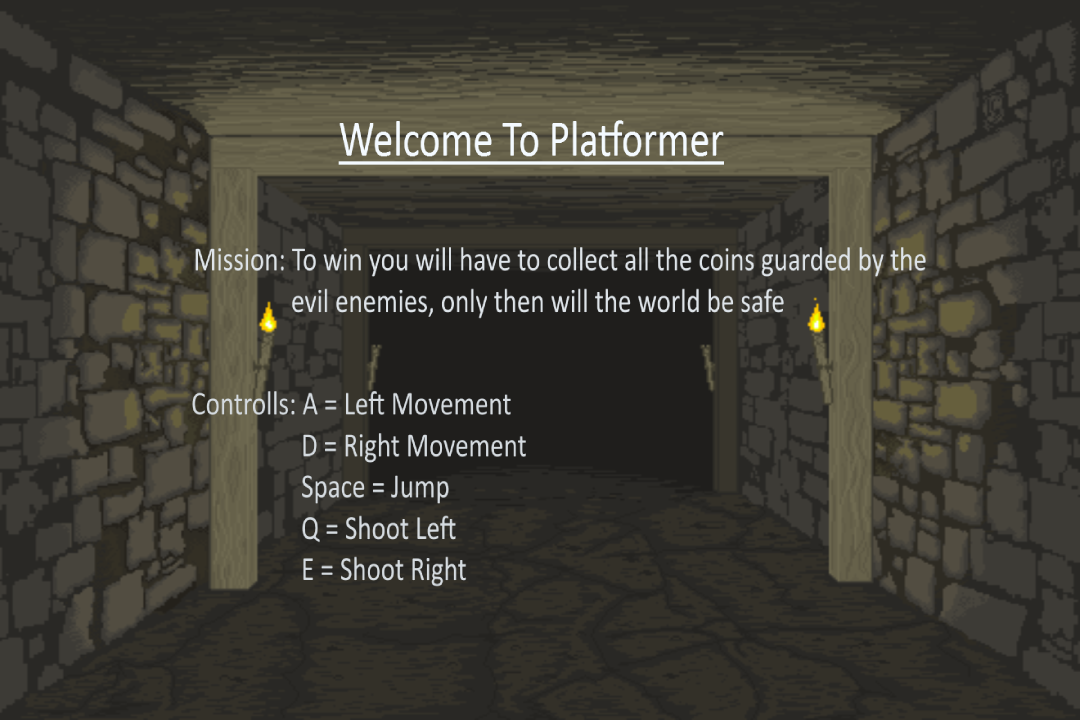 Welcome To Platformer
Mission: To win you will have to collect all the coins guarded by the
evil enemies, only then will the world be safe
Controlls: A = Left Movement
D = Right Movement
Space = Jump
Q = Shoot Left
E = Shoot Right